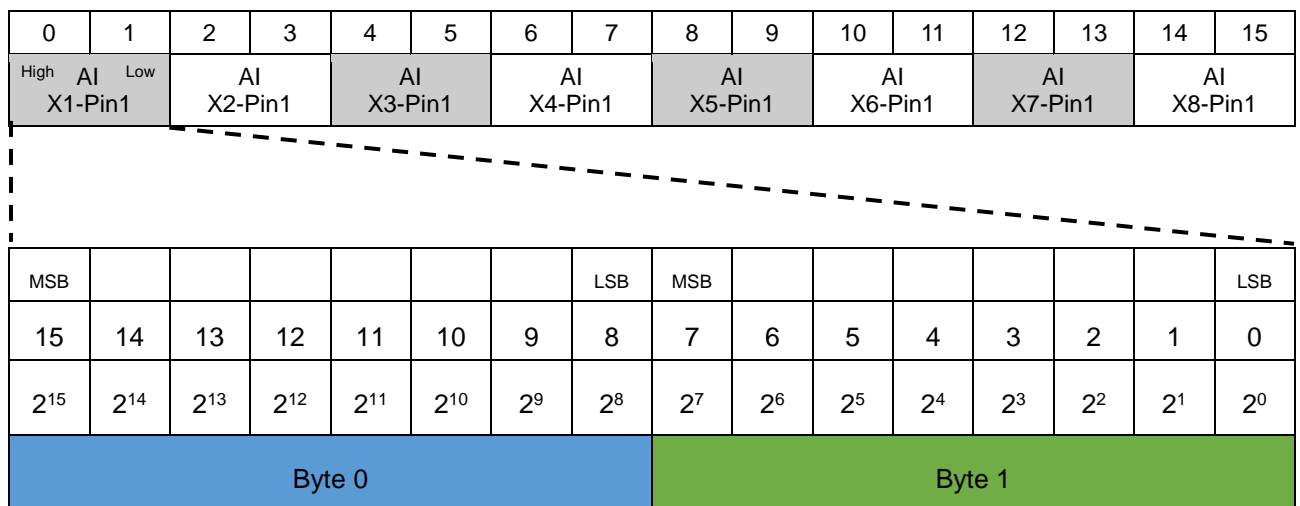 0 1 2 3 4 5 6 7 8 9 10 11 12 13 14 15
High AI Low AI AI AI AI AI AI AI
X1-Pin1 X2-Pin1 X3-Pin1 X4-Pin1 X5-Pin1 X6-Pin1 X7-Pin1 X8-Pin1
MSB LSB MSB LSB
15 14 13 12 11 10 9 8 7 6 5 4 3 2 1 0
2¹⁵ 2¹⁴ 2¹³ 2¹² 2¹¹ 2¹⁰ 2⁹ 2⁸ 2⁷ 2⁶ 2⁵ 2⁴ 2³ 2² 2¹ 2⁰
Byte 0 Byte 1